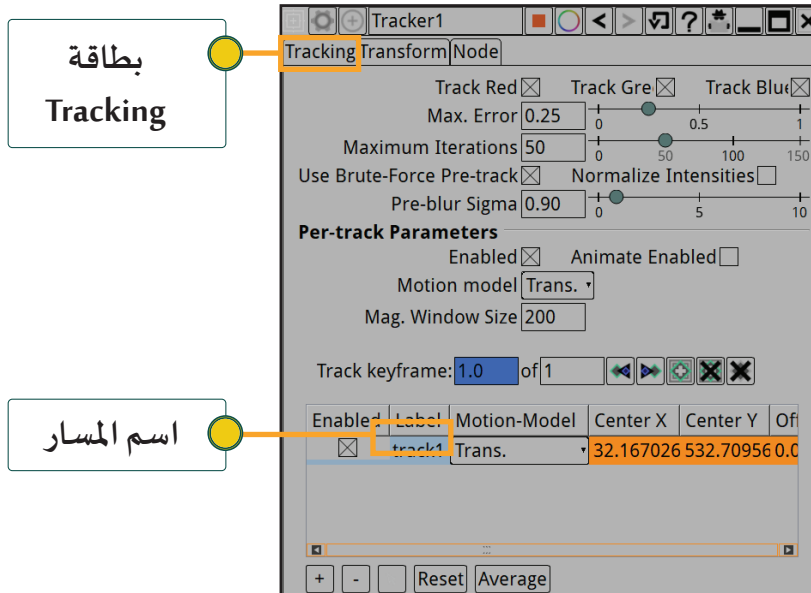 بطاقة
Tracking
اسم المسار
Tracker1
Tracking Transform Node
Track Red Track Gre Track Blue
Max. Error 0.25 0 0.5 1
Maximum Iterations 50 0 50 100 150
Use Brute-Force Pre-track Normalize Intensities
Pre-blur Sigma 0.90 0 5 10
Per-track Parameters
Enabled Animate Enabled
Motion model Trans.
Mag. Window Size 200
Track keyframe: 1.0 of 1
Enabled Label Motion-Model Center X Center Y Of
track1 Trans. 32.167026 532.70956 0.0
+ - Reset Average